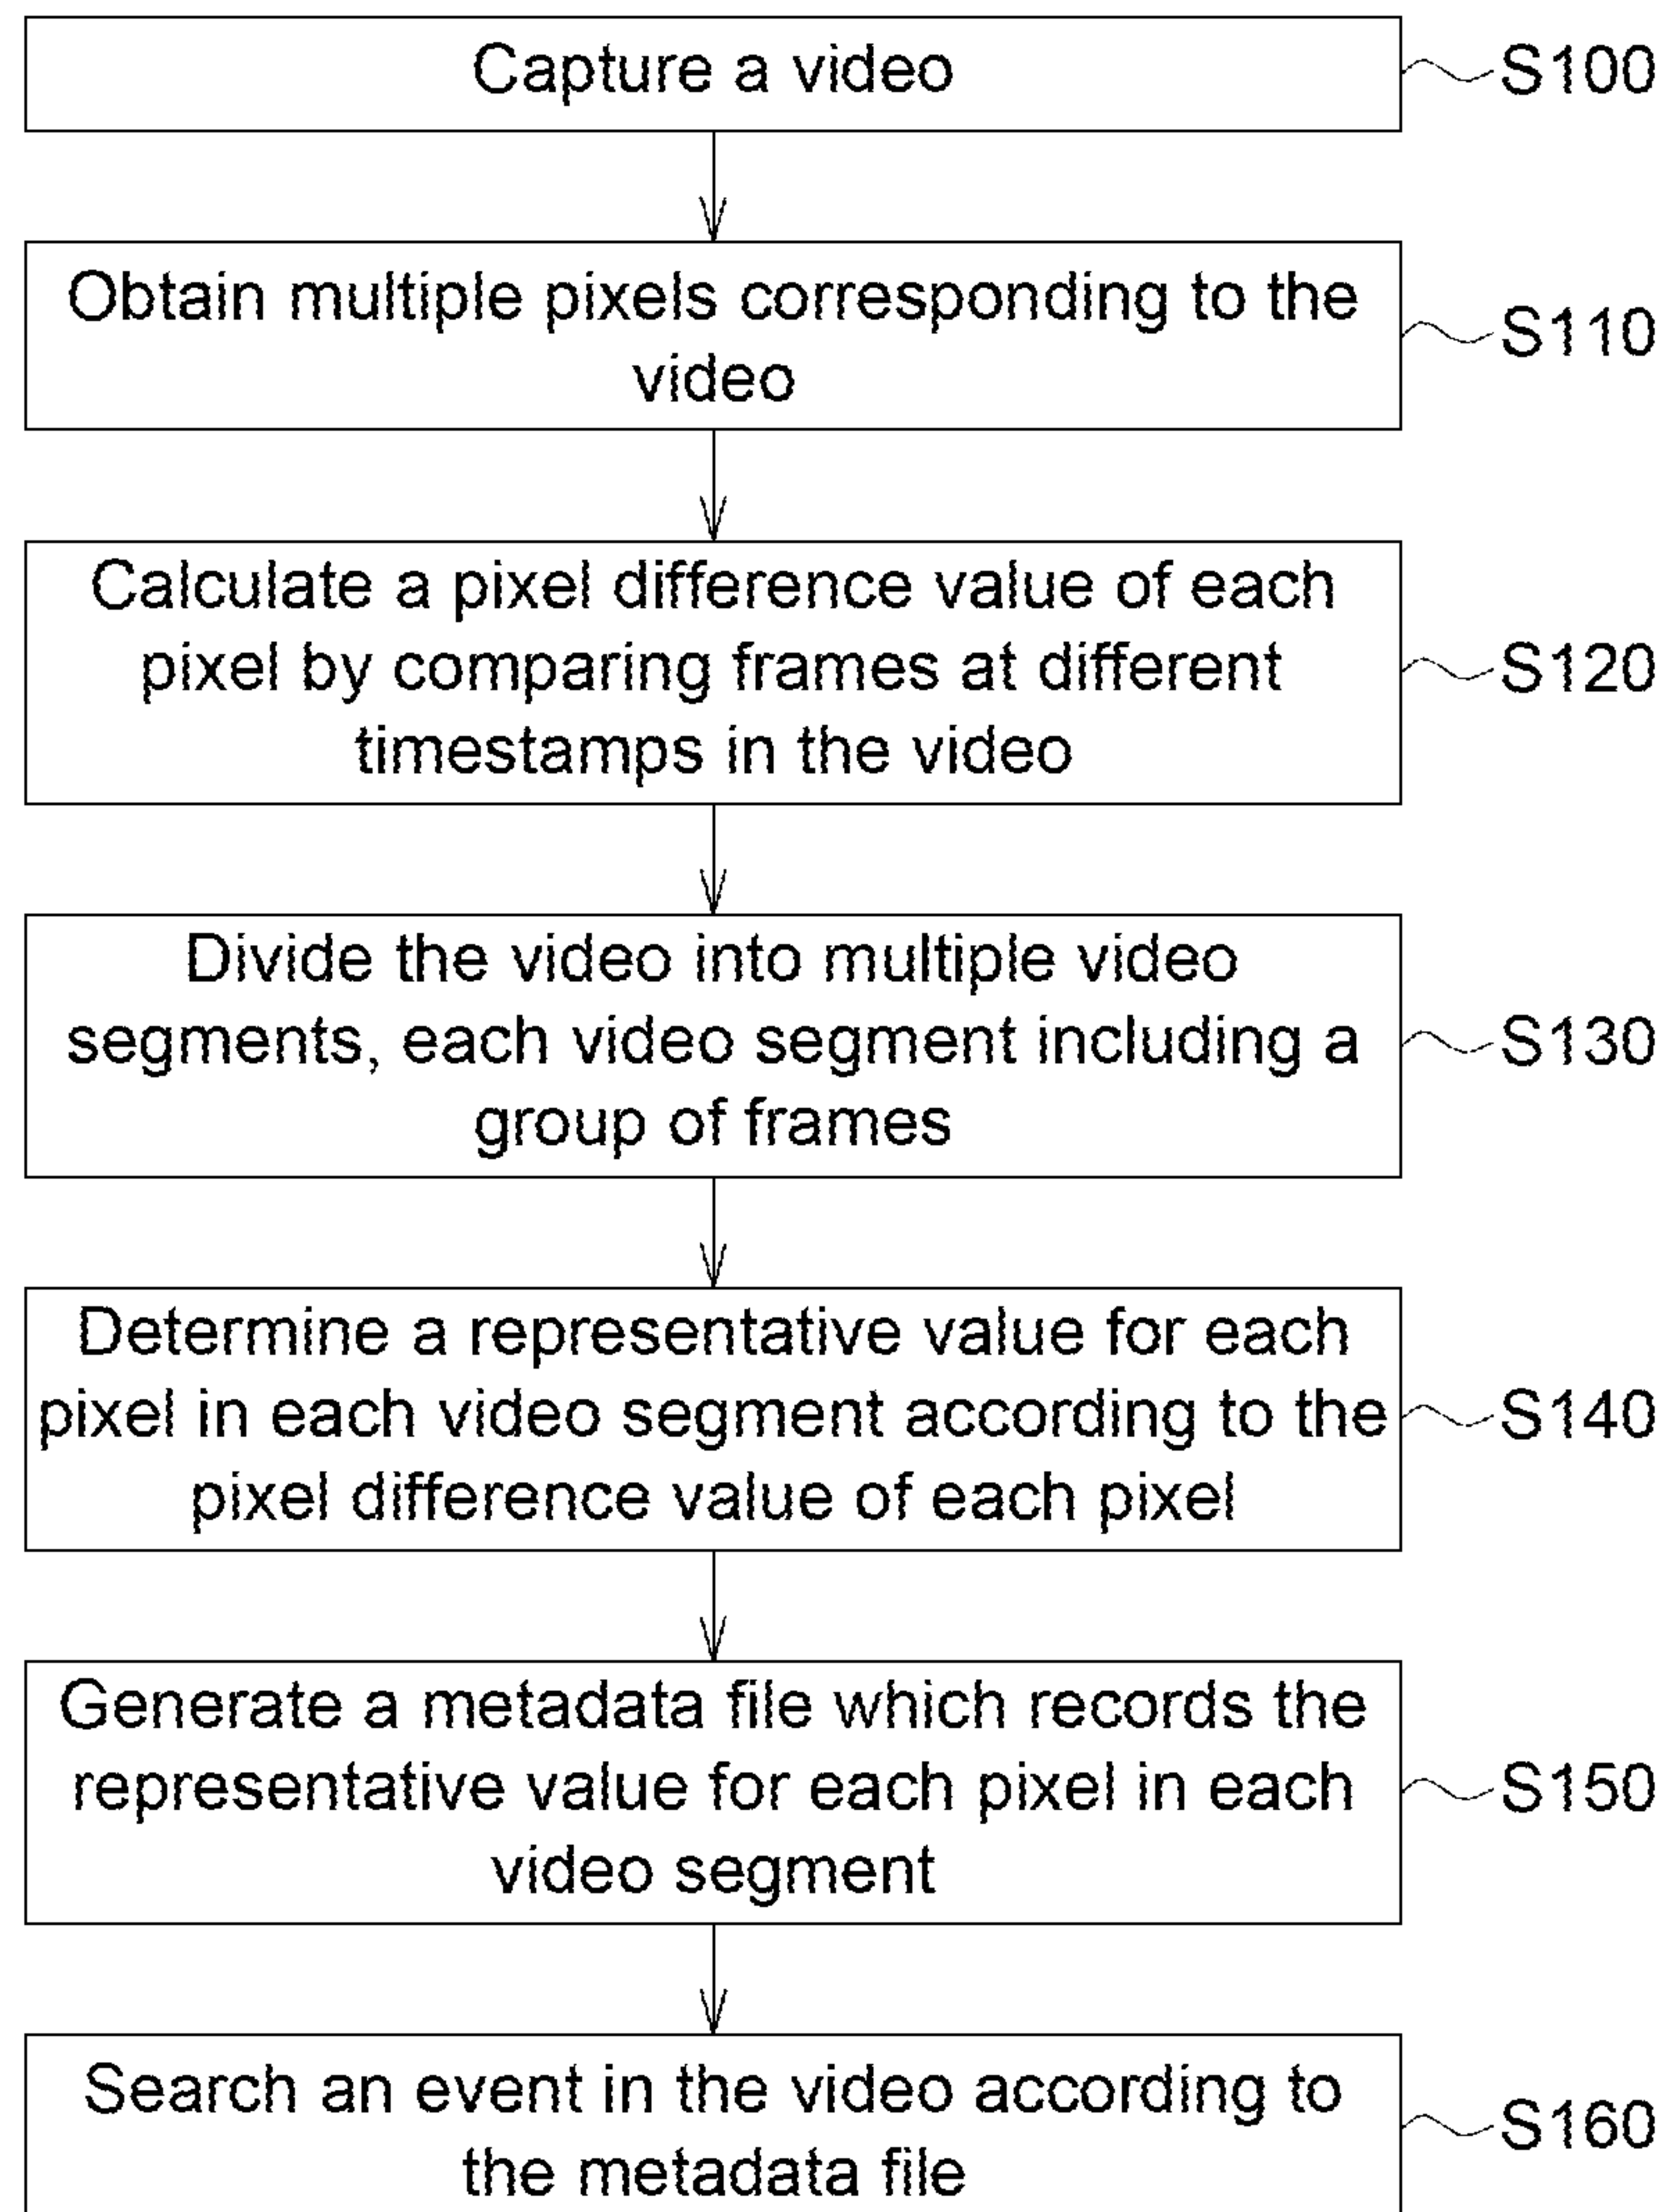 Capture a video
S100
Obtain multiple pixels corresponding to the
video
S110
Calculate a pixel difference value of each
pixel by comparing frames at different
timestamps in the video
S120
Divide the video into multiple video
segments, each video segment including a
group of frames
S130
Determine a representative value for each
pixel in each video segment according to the
pixel difference value of each pixel
S140
Generate a metadata file which records the
representative value for each pixel in each
video segment
S150
Search an event in the video according to
the metadata file
S160